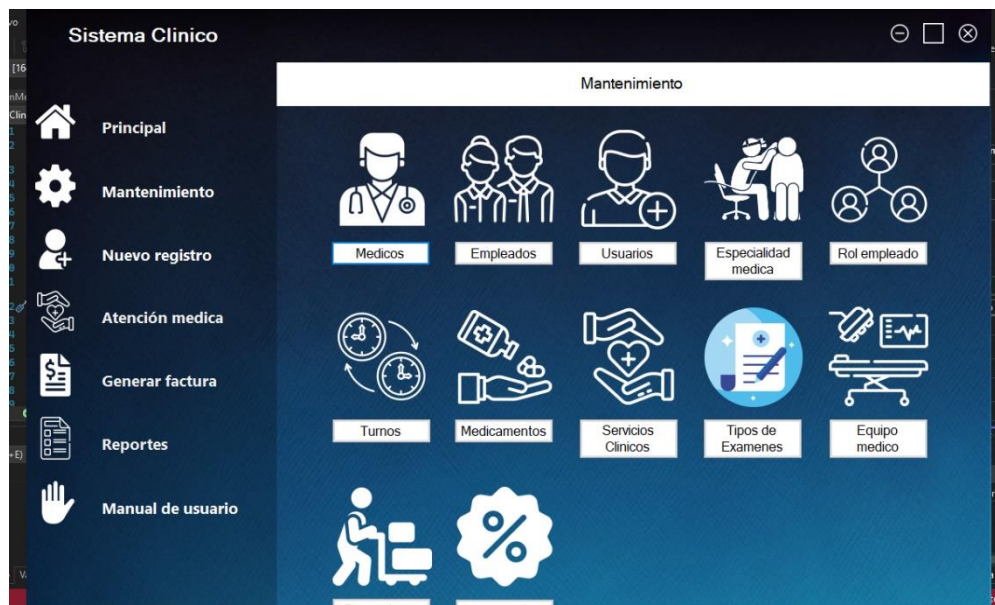 Sistema Clinico
Mantenimiento
Principal
Mantenimiento
Nuevo registro
Atención medica
Generar factura
Reportes
Manual de usuario
Medicos
Empleados
Usuarios
Especialidad
medica
Rol empleado
Turnos
Medicamentos
Servicios
Clinicos
Tipos de
Examenes
Equipo
medico